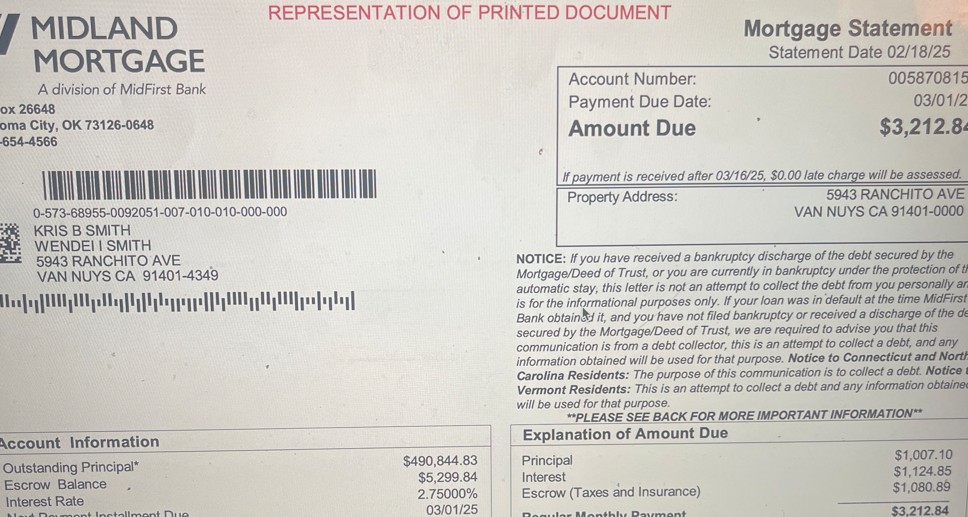 REPRESENTATION OF PRINTED DOCUMENT
MIDLAND
MORTGAGE
A division of MidFirst Bank
ox 26648
oma City, OK 73126-0648
-654-4566
Mortgage Statement
Statement Date 02/18/25
Account Number: 005870815
Payment Due Date: 03/01/2
Amount Due $3,212.84
If payment is received after 03/16/25, $0.00 late charge will be assessed.
Property Address: 5943 RANCHITO AVE
VAN NUYS CA 91401-0000
0-573-68955-0092051-007-010-010-000-000
KRIS B SMITH
WENDEI I SMITH
5943 RANCHITO AVE
VAN NUYS CA 91401-4349
NOTICE: If you have received a bankruptcy discharge of the debt secured by the
Mortgage/Deed of Trust, or you are currently in bankruptcy under the protection of th
automatic stay, this letter is not an attempt to collect the debt from you personally an
is for the informational purposes only. If your loan was in default at the time MidFirst
Bank obtained it, and you have not filed bankruptcy or received a discharge of the de
secured by the Mortgage/Deed of Trust, we are required to advise you that this
communication is from a debt collector, this is an attempt to collect a debt, and any
information obtained will be used for that purpose. Notice to Connecticut and North
Carolina Residents: The purpose of this communication is to collect a debt. Notice
Vermont Residents: This is an attempt to collect a debt and any information obtained
will be used for that purpose.
**PLEASE SEE BACK FOR MORE IMPORTANT INFORMATION**
Account Information
Outstanding Principal* $490,844.83
Escrow Balance $5,299.84
Interest Rate 2.75000%
Next Payment Installment Due 03/01/25
Explanation of Amount Due
Principal $1,007.10
Interest $1,124.85
Escrow (Taxes and Insurance) $1,080.89
Regular Monthly Payment $3,212.84